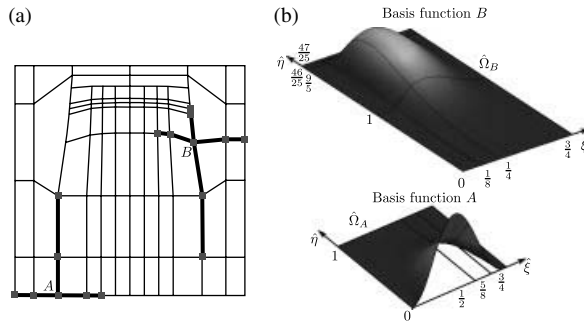 (a)
B
A
(b)
Basis function B
η̂
47/25
46/25
9/5
1
Ω̂_B
0
1/8
1/4
3/4
ξ̂
Basis function A
Ω̂_A
η̂
1
0
1/2
5/8
3/4
ξ̂